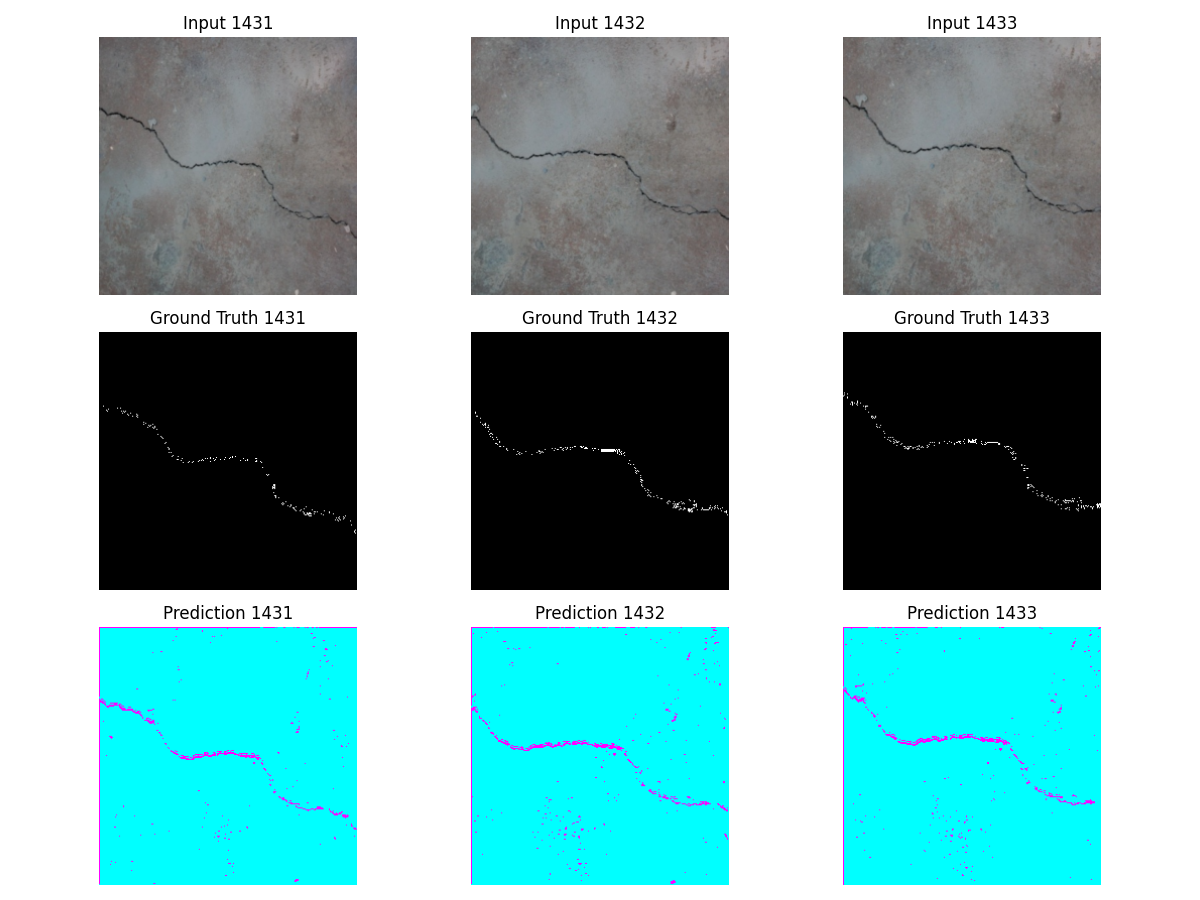 Input 1431
Input 1432
Input 1433
Ground Truth 1431
Ground Truth 1432
Ground Truth 1433
Prediction 1431
Prediction 1432
Prediction 1433